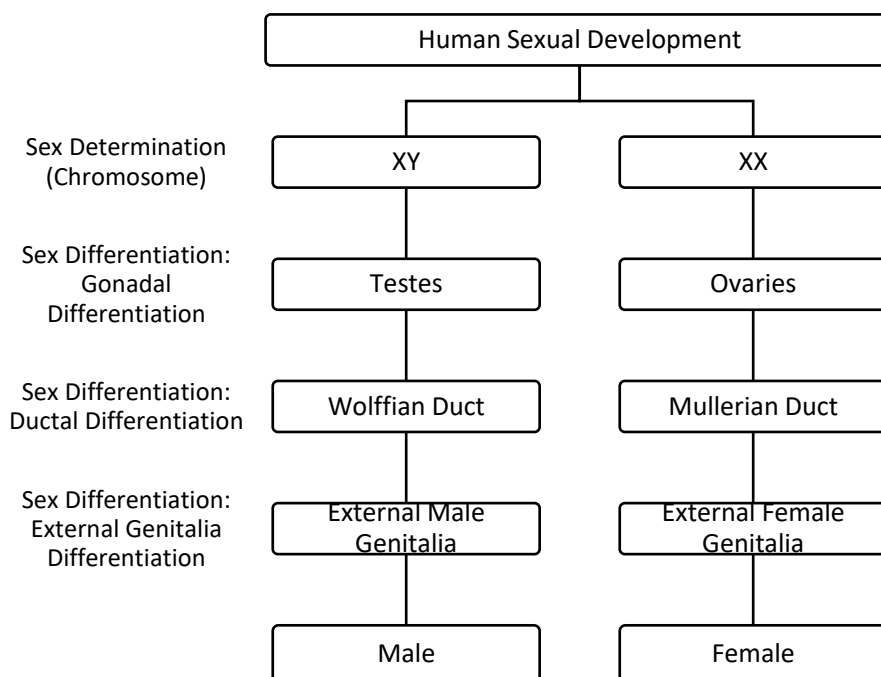 Human Sexual Development
Sex Determination
(Chromosome)
XY
XX
Sex Differentiation:
Gonadal
Differentiation
Testes
Ovaries
Sex Differentiation:
Ductal Differentiation
Wolffian Duct
Mullerian Duct
Sex Differentiation:
External Genitalia
Differentiation
External Male
Genitalia
External Female
Genitalia
Male
Female